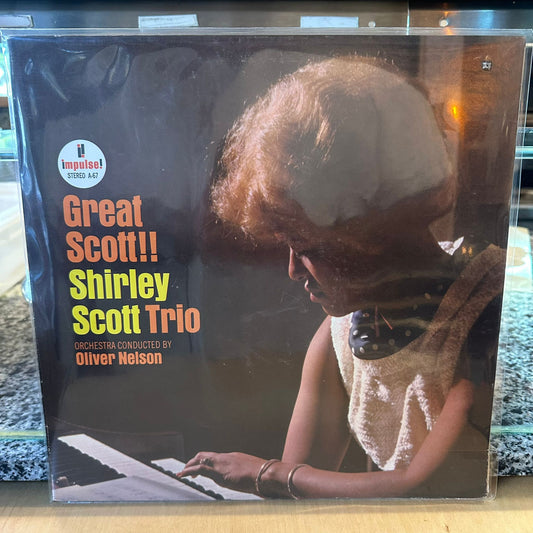 impulse!
STEREO A-67
Great
Scott!!
Shirley
Scott Trio
ORCHESTRA CONDUCTED BY
Oliver Nelson